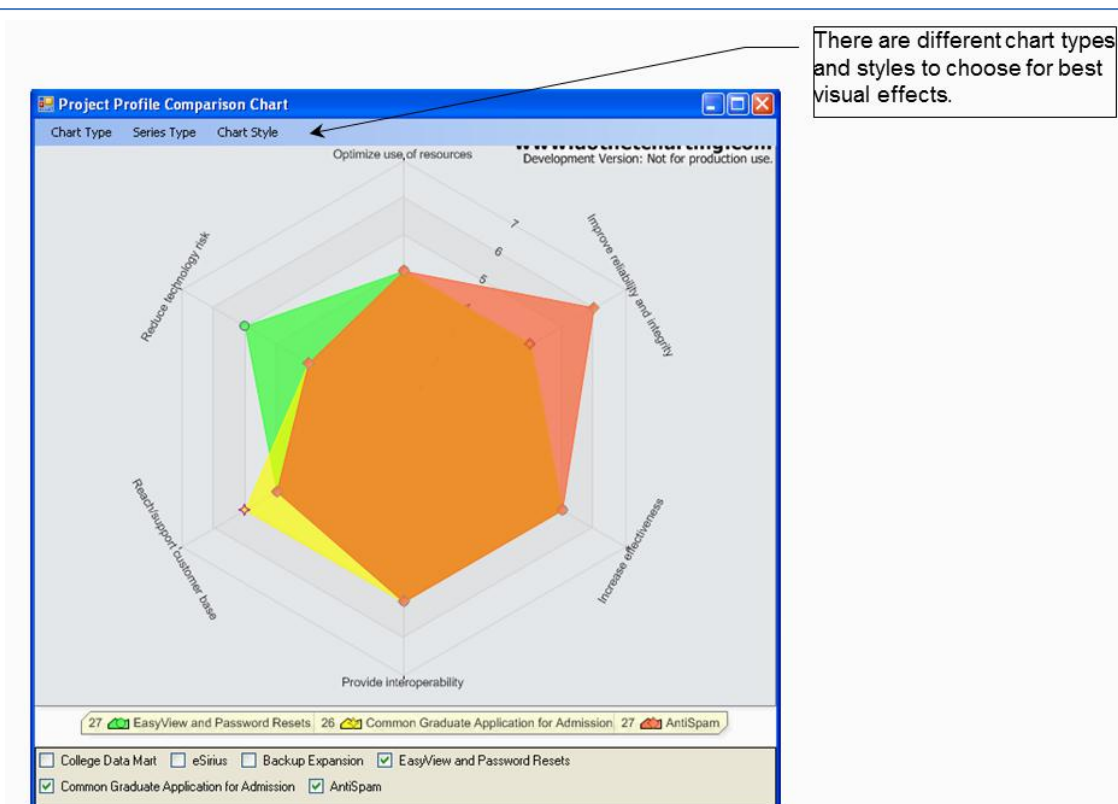 There are different chart types
and styles to choose for best
visual effects.
Project Profile Comparison Chart
Chart Type Series Type Chart Style
Optimize use of resources
Development Version: Not for production use.
7
6
5
Improve reliability and integrity
Reduce technology risk
Reach/support customer base
Increase effectiveness
Provide interoperability
27 EasyView and Password Resets 26 Common Graduate Application for Admission 27 AntiSpam
College Data Mart eSirius Backup Expansion EasyView and Password Resets
Common Graduate Application for Admission AntiSpam